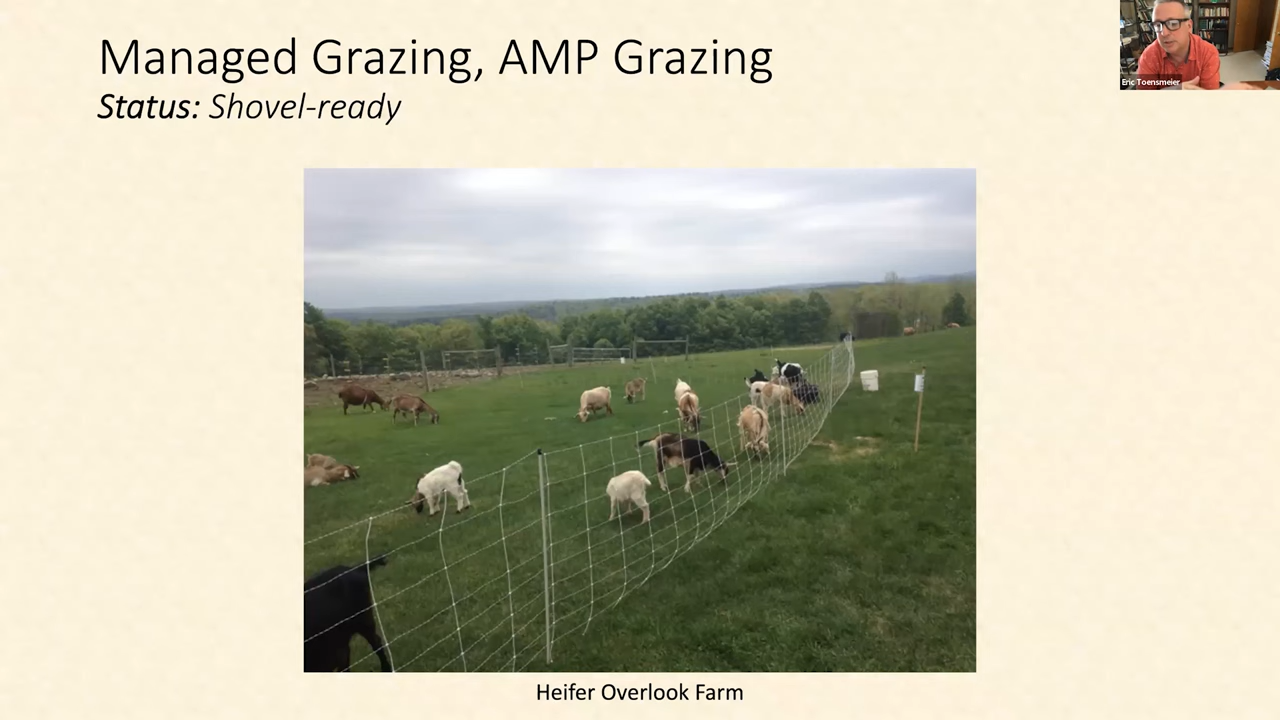 Managed Grazing, AMP Grazing
Status: Shovel-ready
Eric Toensmeier
Heifer Overlook Farm